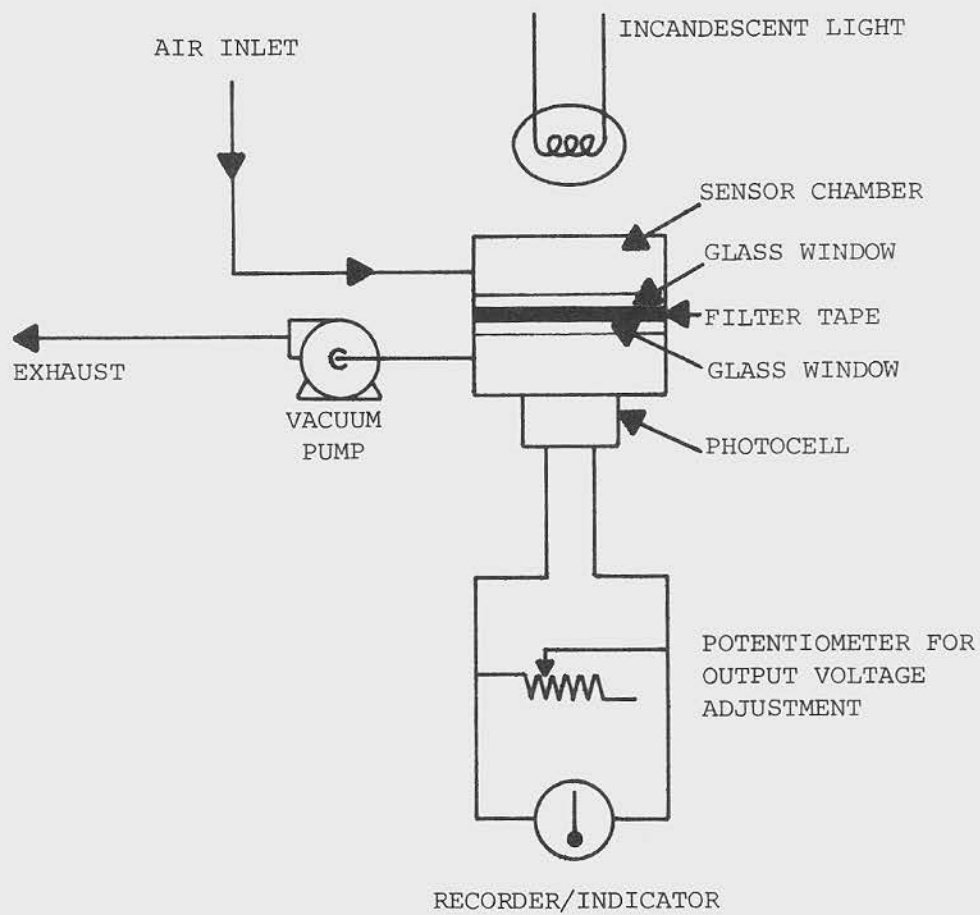 INCANDESCENT LIGHT
AIR INLET
SENSOR CHAMBER
GLASS WINDOW
FILTER TAPE
GLASS WINDOW
EXHAUST
VACUUM
PUMP
PHOTOCELL
POTENTIOMETER FOR
OUTPUT VOLTAGE
ADJUSTMENT
RECORDER/INDICATOR